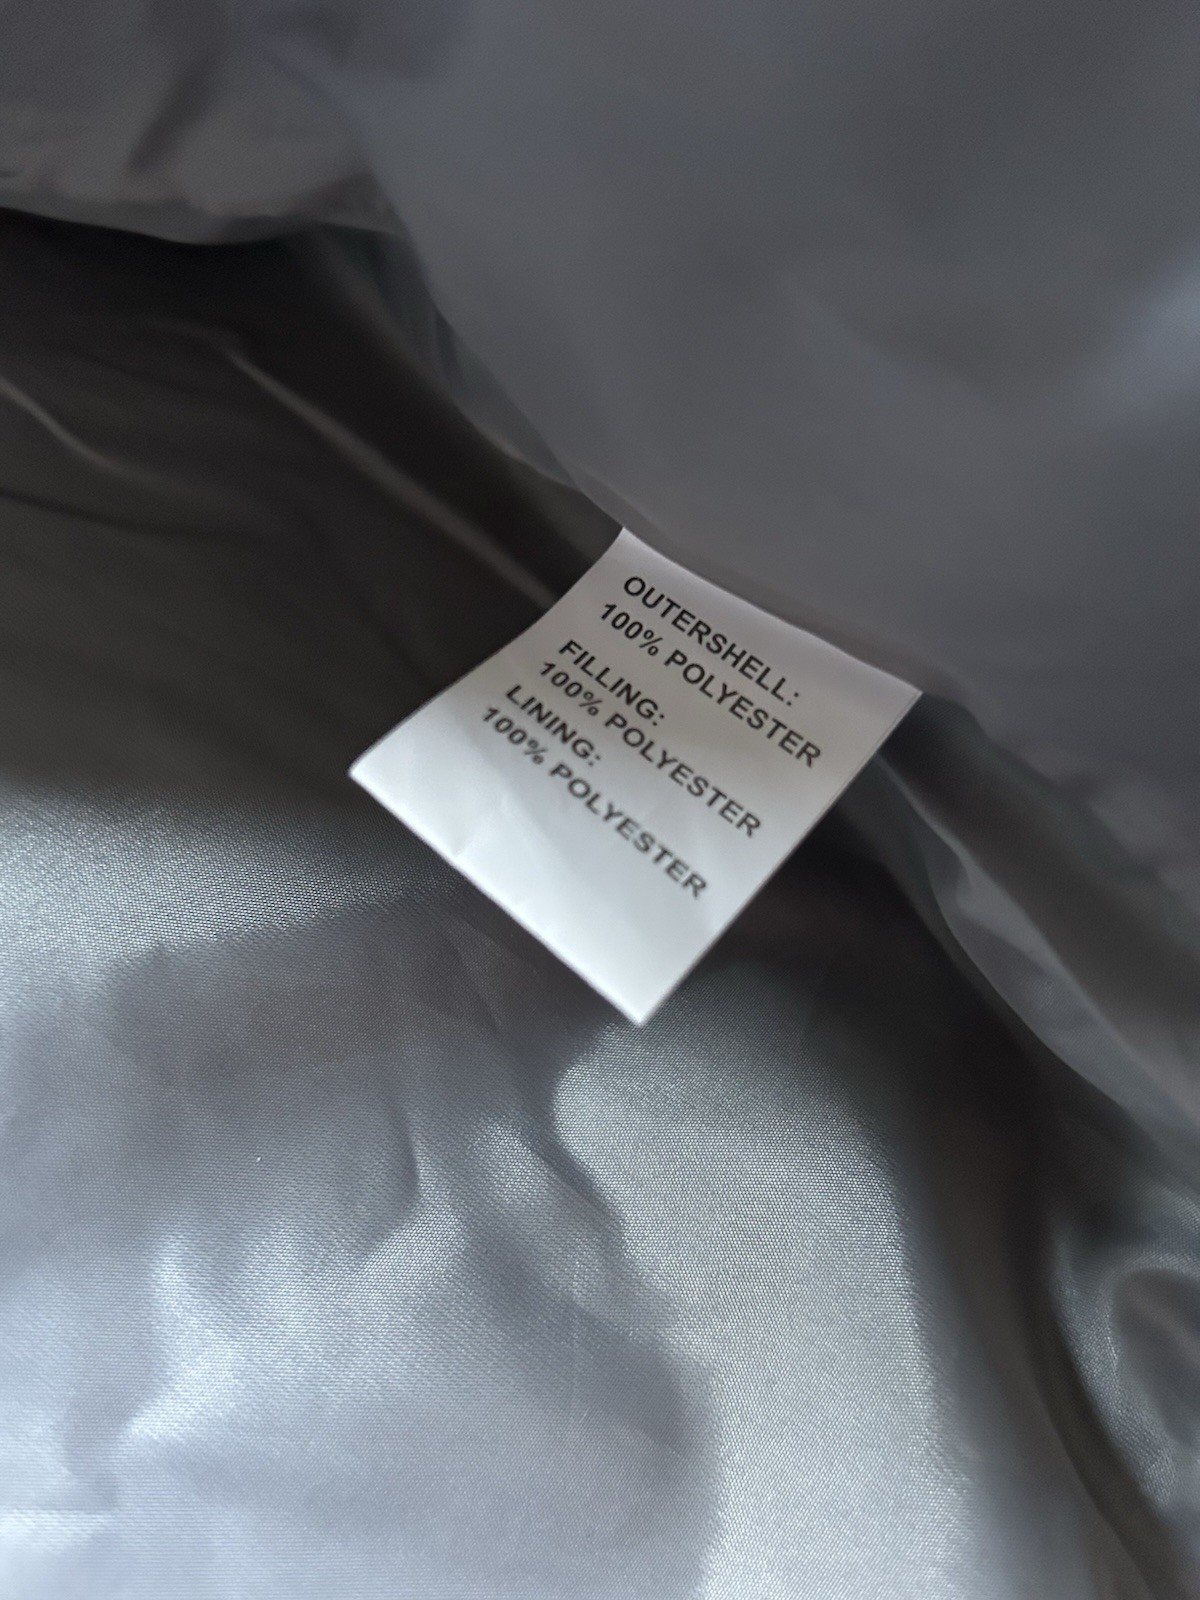 OUTERSHELL:
100% POLYESTER
FILLING:
100% POLYESTER
LINING:
100% POLYESTER